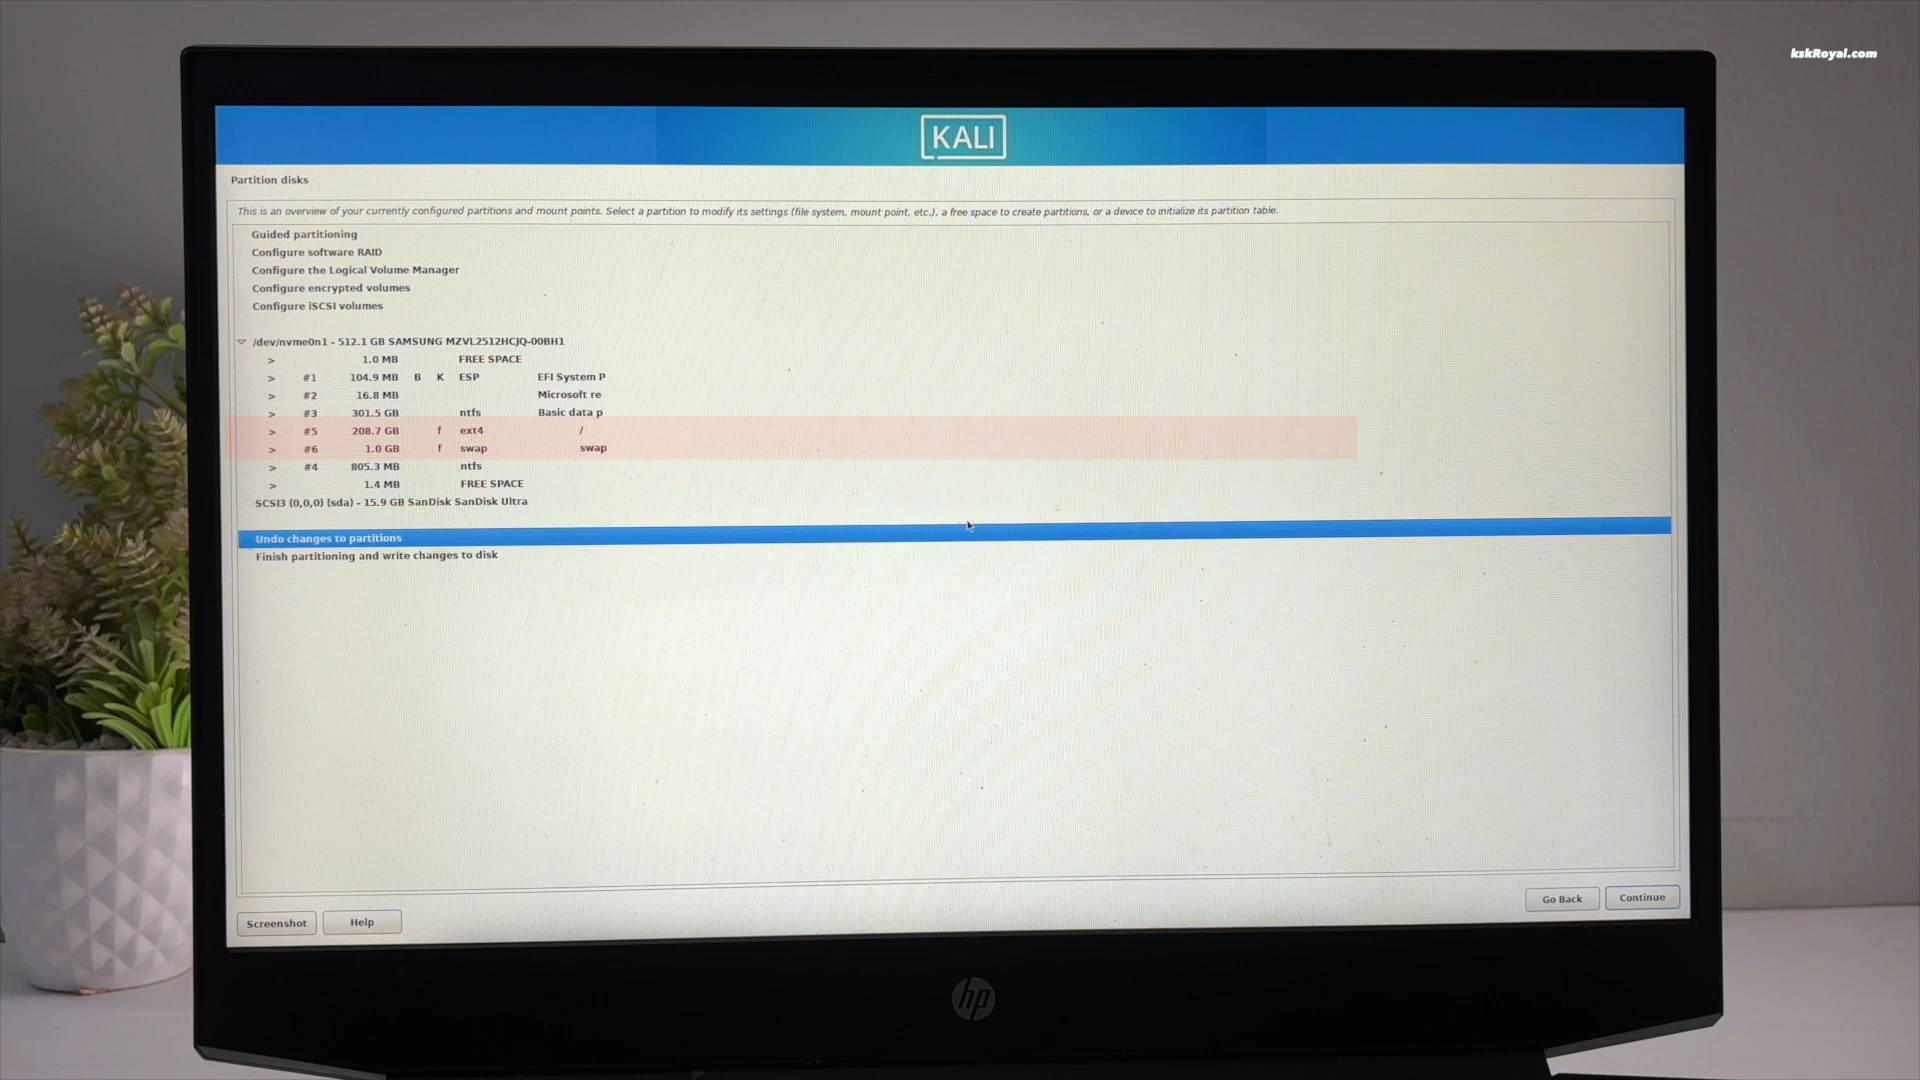 kskRoyal.com
KALI
Partition disks
This is an overview of your currently configured partitions and mount points. Select a partition to modify its settings (file system, mount point, etc.), a free space to create partitions, or a device to initialize its partition table.
Guided partitioning
Configure software RAID
Configure the Logical Volume Manager
Configure encrypted volumes
Configure iSCSI volumes
/dev/nvme0n1 - 512.1 GB SAMSUNG MZVL2512HCJQ-00BH1
> 1.0 MB FREE SPACE
> #1 104.9 MB B K ESP EFI System P
> #2 16.8 MB Microsoft re
> #3 301.5 GB ntfs Basic data p
> #5 208.7 GB f ext4 /
> #6 1.0 GB f swap swap
> #4 805.3 MB ntfs
> 1.4 MB FREE SPACE
SCSI3 (0,0,0) (sda) - 15.9 GB SanDisk SanDisk Ultra
Undo changes to partitions
Finish partitioning and write changes to disk
Go Back Continue
Screenshot Help
hp